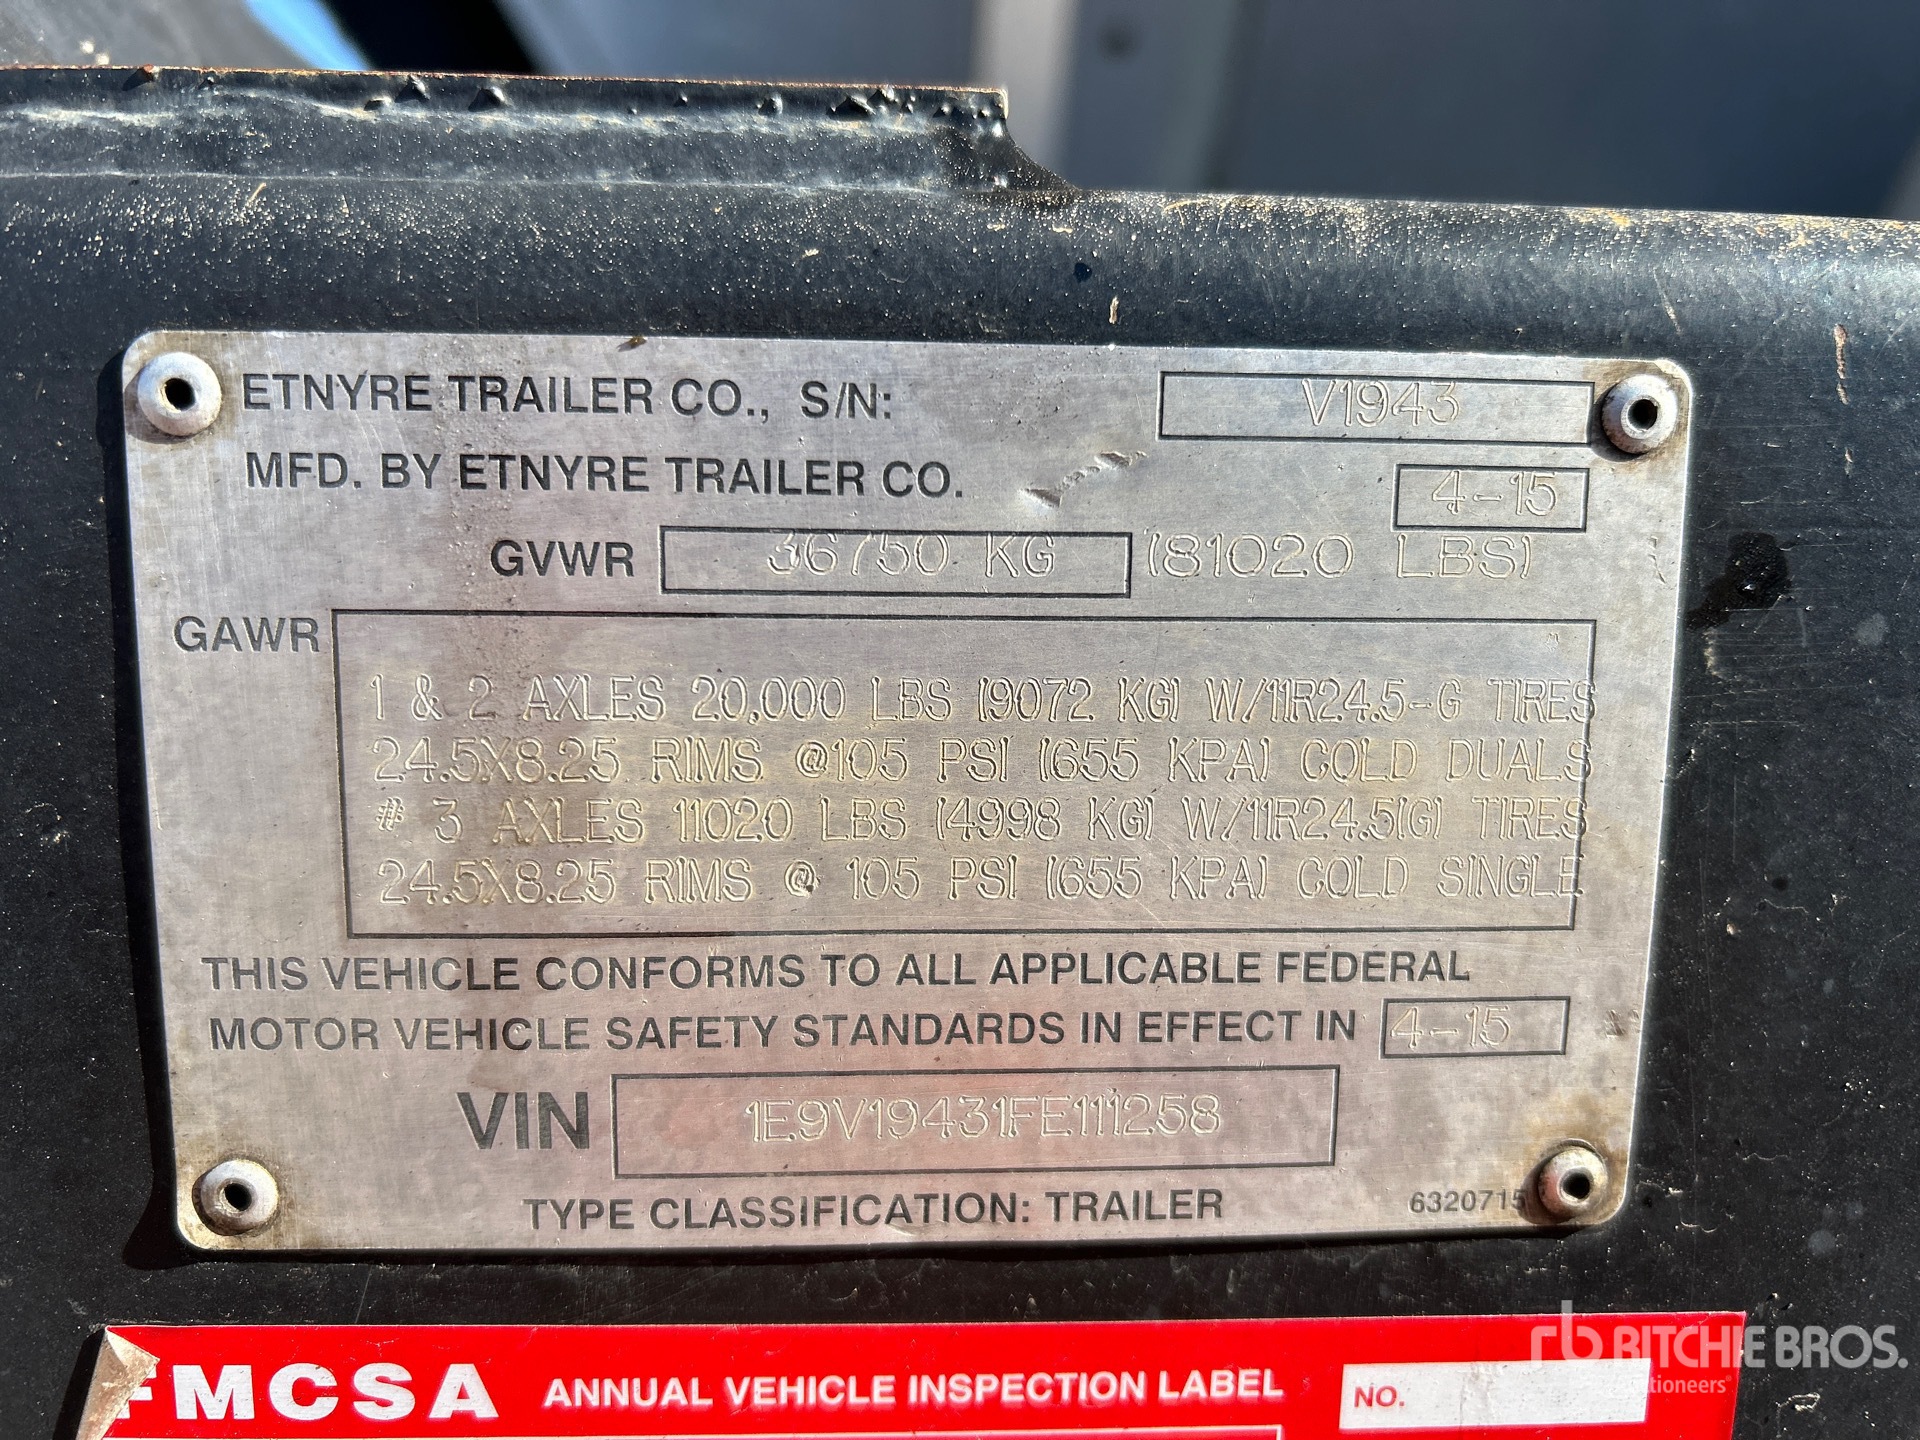 ETNYRE TRAILER CO., S/N: V1943
MFD. BY ETNYRE TRAILER CO. 4-15
GVWR 36750 KG (81020 LBS)
GAWR
1 & 2 AXLES 20,000 LBS (9072 KG) W/11R24.5-G TIRES
24.5X8.25 RIMS @105 PSI (655 KPA) COLD DUALS
# 3 AXLES 11020 LBS (4998 KG) W/11R24.5(G) TIRES
24.5X8.25 RIMS @ 105 PSI (655 KPA) COLD SINGLE
THIS VEHICLE CONFORMS TO ALL APPLICABLE FEDERAL
MOTOR VEHICLE SAFETY STANDARDS IN EFFECT IN 4-15
VIN 1E9V19431FE111258
TYPE CLASSIFICATION: TRAILER 6320715
FMCSA ANNUAL VEHICLE INSPECTION LABEL NO.
rb RITCHIE BROS.
Auctioneers